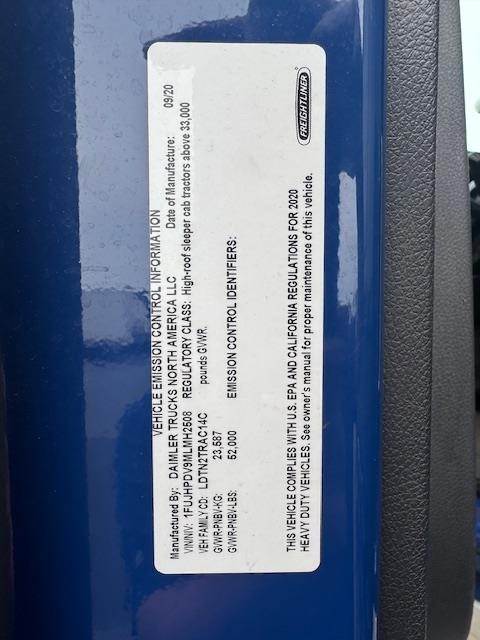 VEHICLE EMISSION CONTROL INFORMATION
Manufactured By: DAIMLER TRUCKS NORTH AMERICA LLC Date of Manufacture: 09/20
VIN/NIV: 1FUJHPDV9MLMH2508 REGULATORY CLASS: High-roof sleeper cab tractors above 33,000
VEH FAMILY CD: LDTN2TRAC14C pounds GVWR.
GVWR-PNBV-KG: 23,587
GVWR-PNBV-LBS: 52,000 EMISSION CONTROL IDENTIFIERS:
THIS VEHICLE COMPLIES WITH U.S. EPA AND CALIFORNIA REGULATIONS FOR 2020
HEAVY DUTY VEHICLES. See owner's manual for proper maintenance of this vehicle.
FREIGHTLINER